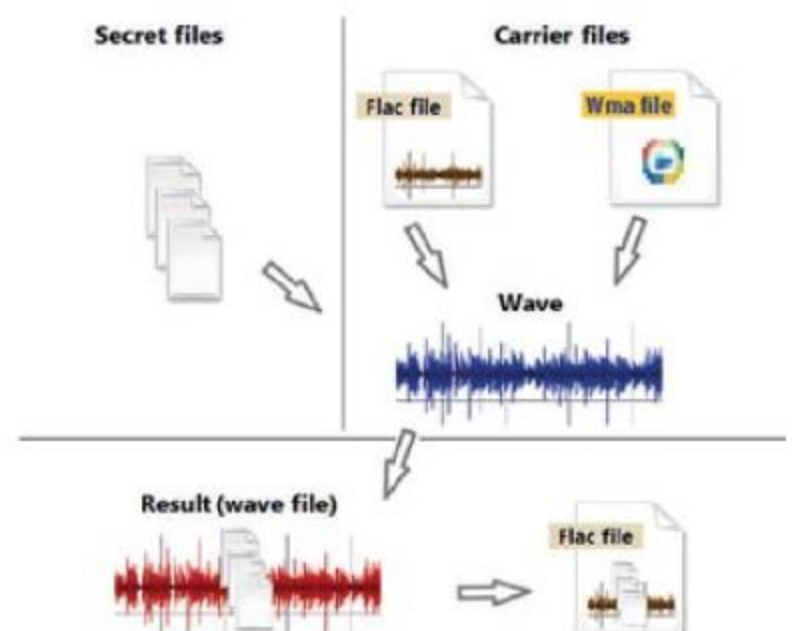 Secret files
Carrier files
Flac file
Wma file
Wave
Result (wave file)
Flac file